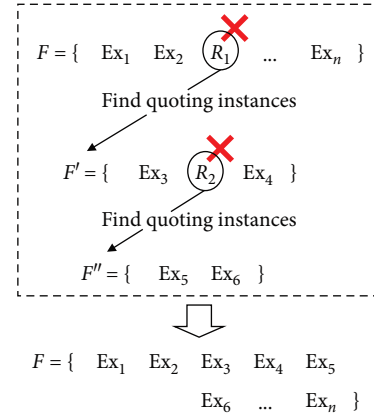 F = { Ex₁ Ex₂ R₁ ... Exₙ }
Find quoting instances
F′ = { Ex₃ R₂ Ex₄ }
Find quoting instances
F″ = { Ex₅ Ex₆ }
F = { Ex₁ Ex₂ Ex₃ Ex₄ Ex₅
Ex₆ ... Exₙ }